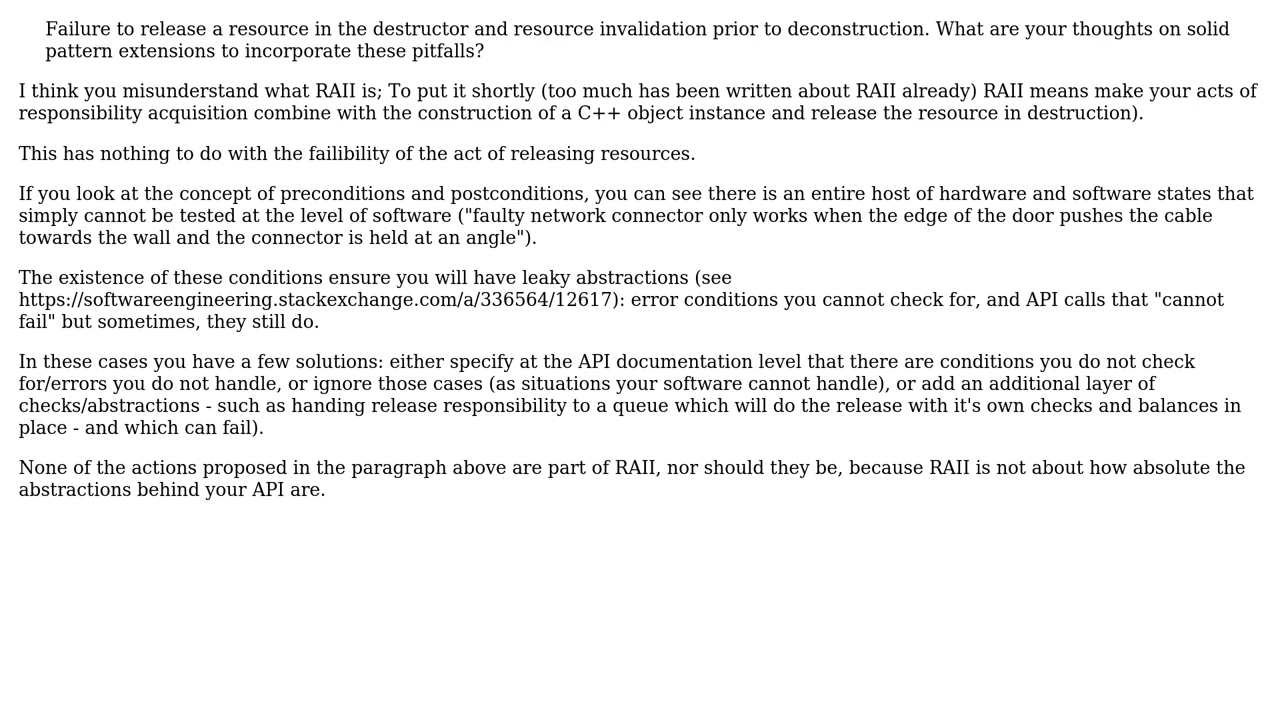 Failure to release a resource in the destructor and resource invalidation prior to deconstruction. What are your thoughts on solid
pattern extensions to incorporate these pitfalls?
I think you misunderstand what RAII is; To put it shortly (too much has been written about RAII already) RAII means make your acts of
responsibility acquisition combine with the construction of a C++ object instance and release the resource in destruction).
This has nothing to do with the failibility of the act of releasing resources.
If you look at the concept of preconditions and postconditions, you can see there is an entire host of hardware and software states that
simply cannot be tested at the level of software ("faulty network connector only works when the edge of the door pushes the cable
towards the wall and the connector is held at an angle").
The existence of these conditions ensure you will have leaky abstractions (see
https://softwareengineering.stackexchange.com/a/336564/12617): error conditions you cannot check for, and API calls that "cannot
fail" but sometimes, they still do.
In these cases you have a few solutions: either specify at the API documentation level that there are conditions you do not check
for/errors you do not handle, or ignore those cases (as situations your software cannot handle), or add an additional layer of
checks/abstractions - such as handing release responsibility to a queue which will do the release with it's own checks and balances in
place - and which can fail).
None of the actions proposed in the paragraph above are part of RAII, nor should they be, because RAII is not about how absolute the
abstractions behind your API are.